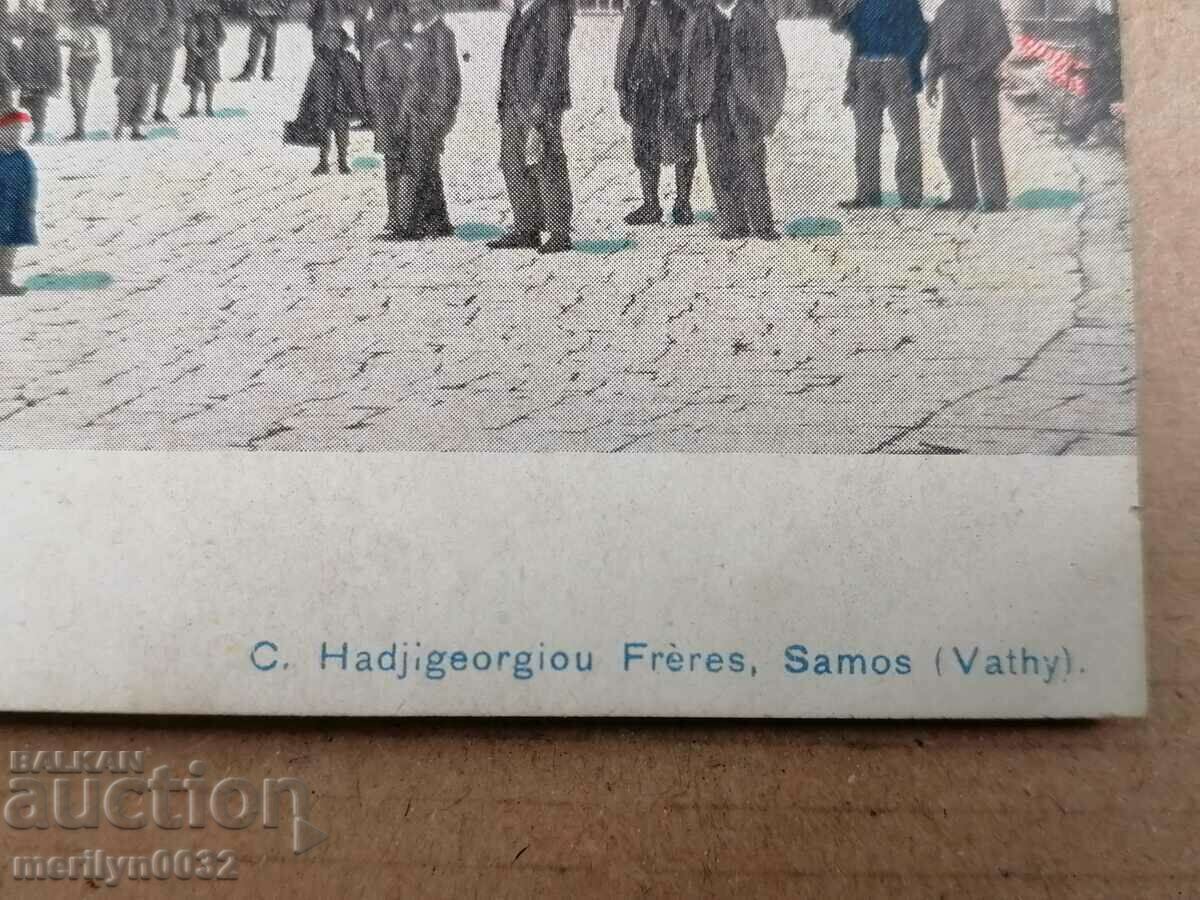 C. Hadjigeorgiou Frères, Samos (Vathy).
BALKAN
auction
merilyn0032